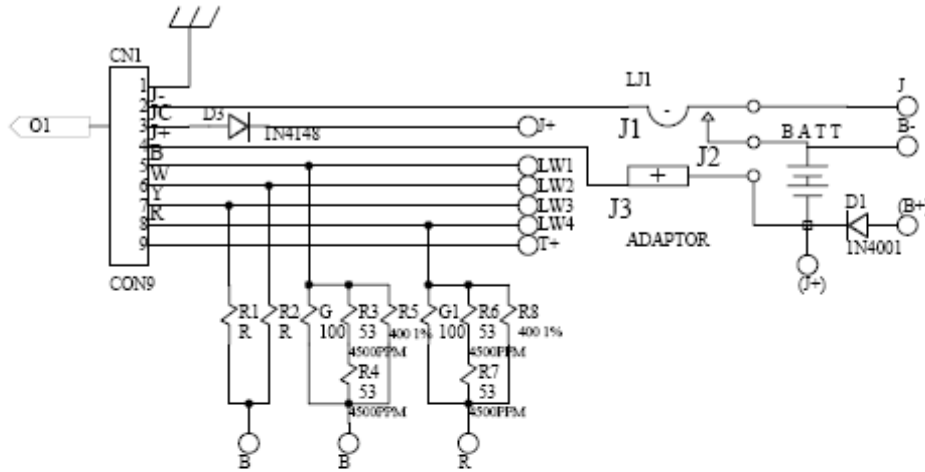 CN1
LJ1
1
J-
2
J
JC
D3
O1
3
J+
1N4148
J+
J1
B-
4
J2
BATT
B
5
LW1
W
6
LW2
Y
7
LW3
J3
D1
(B+)
R
8
LW4
9
T+
ADAPTOR
1N4001
CON9
(J+)
R1 R2 G R3 R5 G1 R6 R8
R R 100 53 400 1% 100 53 400 1%
4500PPM 4500PPM
R4 R7
53 53
4500PPM 4500PPM
B B R